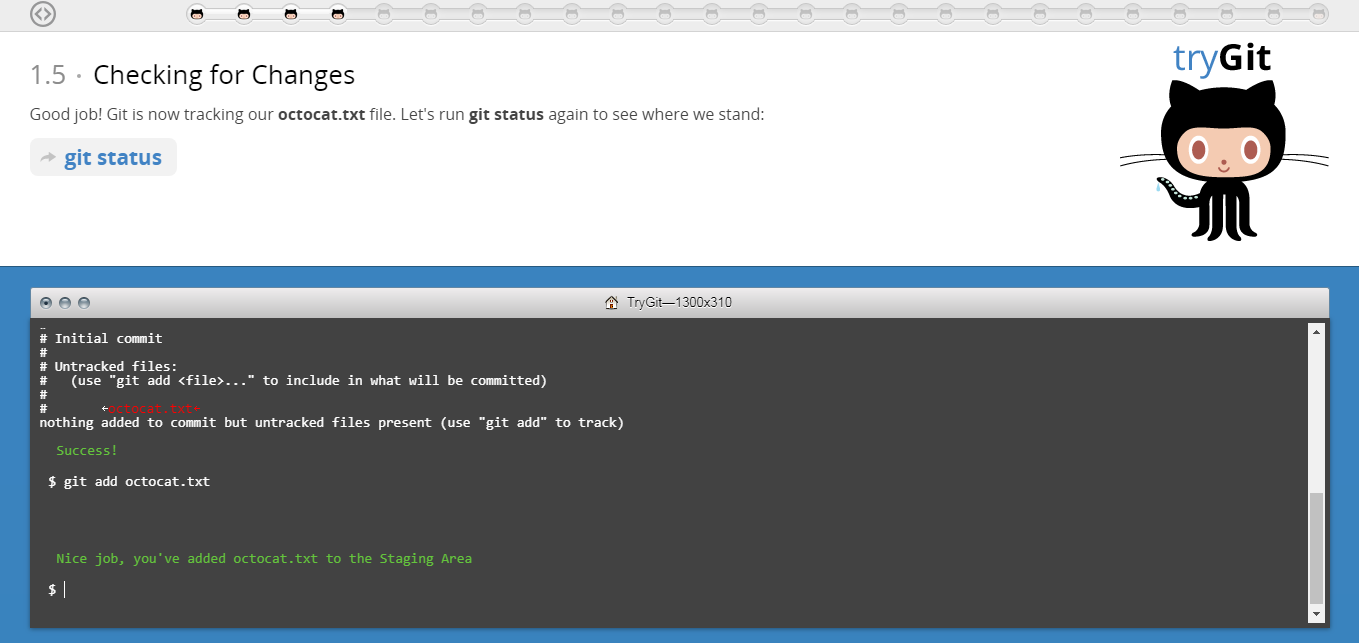 tryGit
1.5 · Checking for Changes
Good job! Git is now tracking our octocat.txt file. Let's run git status again to see where we stand:
git status
TryGit—1300x310
# Initial commit
#
# Untracked files:
#   (use "git add <file>..." to include in what will be committed)
#
#       ←octocat.txt←
nothing added to commit but untracked files present (use "git add" to track)
Success!
$ git add octocat.txt
Nice job, you've added octocat.txt to the Staging Area
$